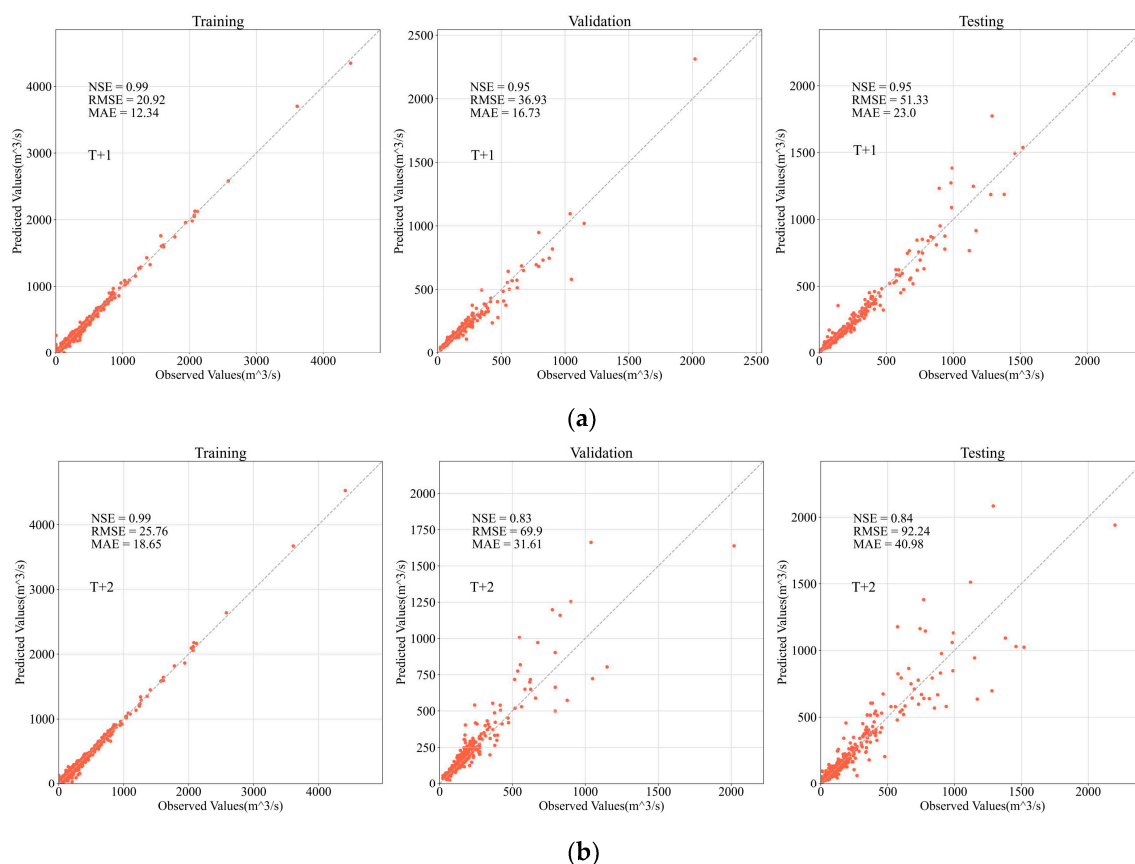 Training
Validation
Testing
NSE = 0.99
RMSE = 20.92
MAE = 12.34
T+1
4000
3000
2000
1000
0
0
1000
2000
3000
4000
Predicted Values(m^3/s)
Observed Values(m^3/s)
NSE = 0.95
RMSE = 36.93
MAE = 16.73
T+1
2500
2000
1500
1000
500
0
0
500
1000
1500
2000
2500
Predicted Values(m^3/s)
Observed Values(m^3/s)
NSE = 0.95
RMSE = 51.33
MAE = 23.0
T+1
2000
1500
1000
500
0
0
500
1000
1500
2000
Predicted Values(m^3/s)
Observed Values(m^3/s)
(a)
Training
Validation
Testing
NSE = 0.99
RMSE = 25.76
MAE = 18.65
T+2
4000
3000
2000
1000
0
0
1000
2000
3000
4000
Predicted Values(m^3/s)
Observed Values(m^3/s)
NSE = 0.83
RMSE = 69.9
MAE = 31.61
T+2
2000
1750
1500
1250
1000
750
500
250
0
0
500
1000
1500
2000
Predicted Values(m^3/s)
Observed Values(m^3/s)
NSE = 0.84
RMSE = 92.24
MAE = 40.98
T+2
2000
1500
1000
500
0
0
500
1000
1500
2000
Predicted Values(m^3/s)
Observed Values(m^3/s)
(b)